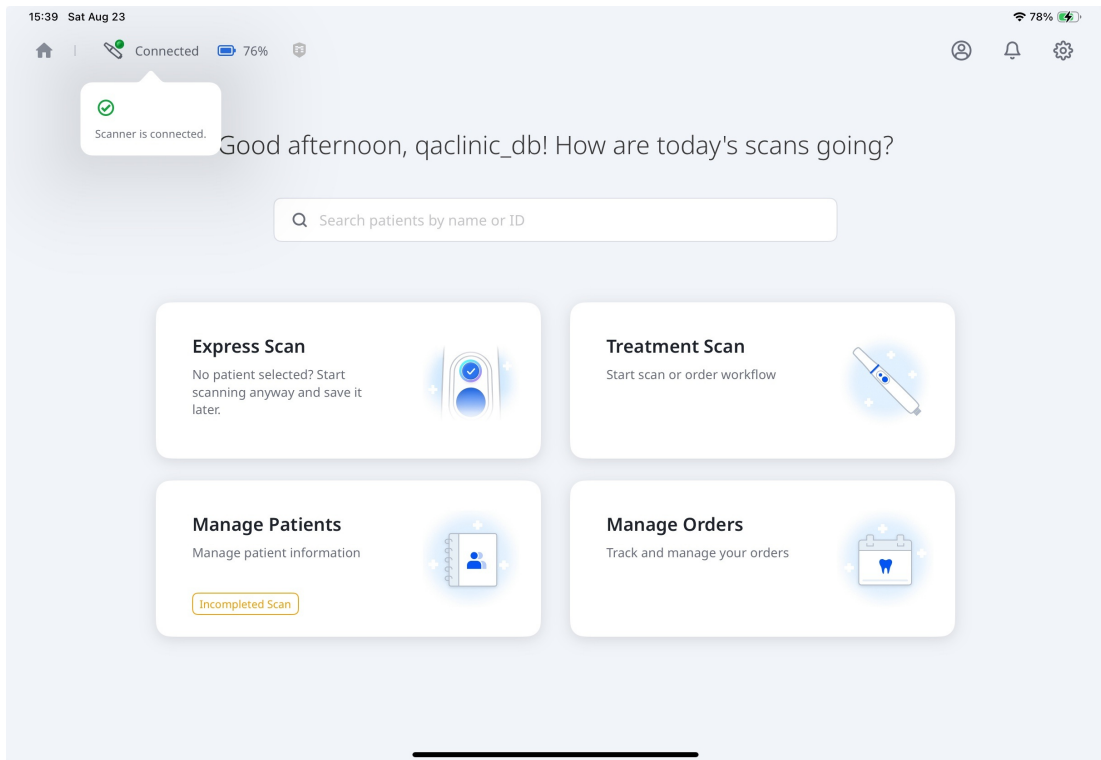 15:39 Sat Aug 23
78%
Connected
76%
Scanner is connected.
Good afternoon, qaclinic_db! How are today's scans going?
Search patients by name or ID
Express Scan
No patient selected? Start
scanning anyway and save it
later.
Treatment Scan
Start scan or order workflow
Manage Patients
Manage patient information
Incompleted Scan
Manage Orders
Track and manage your orders